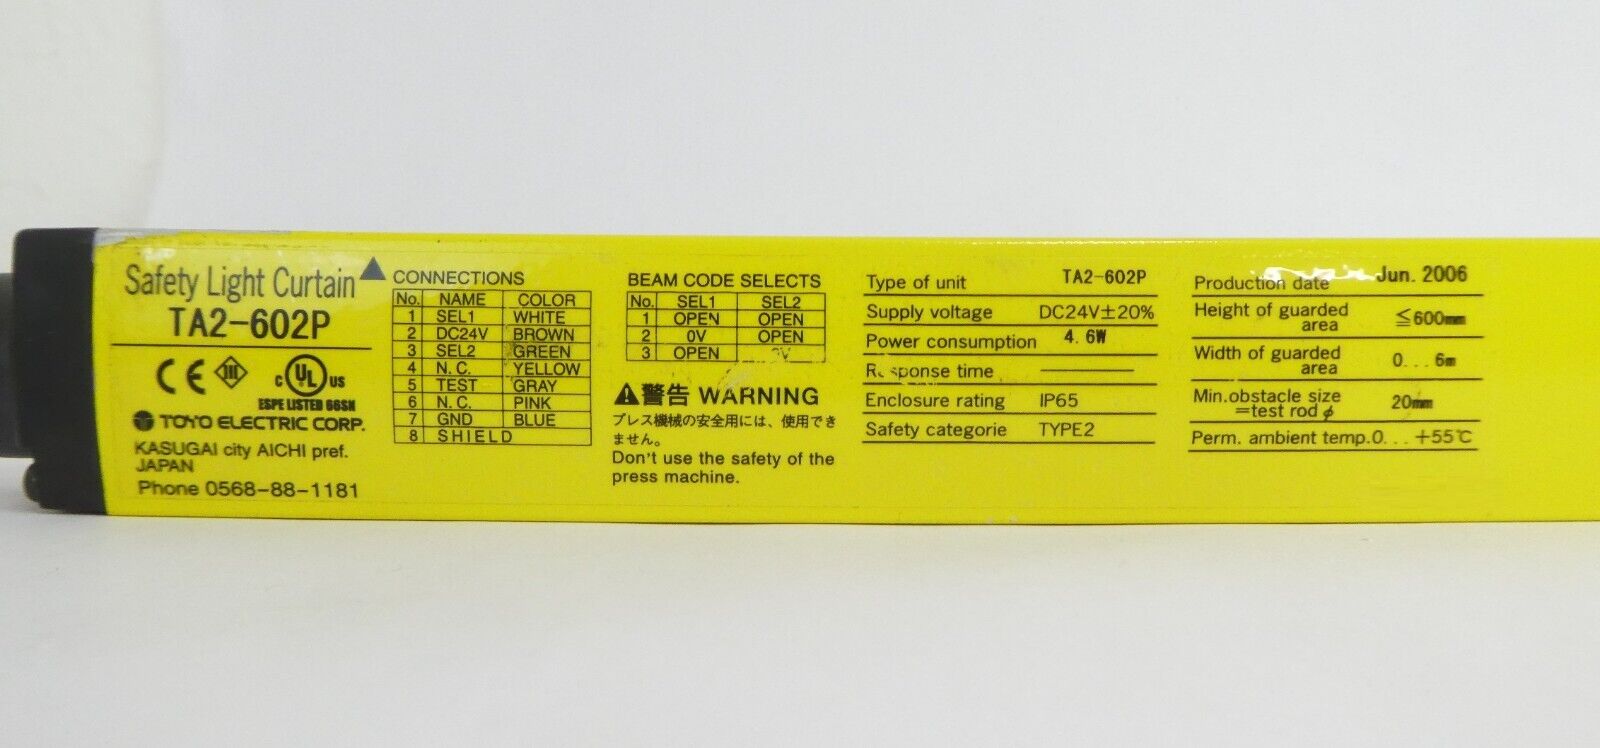 Safety Light Curtain
TA2-602P
CE UL
C US
ESPE LISTED 66SN
TOYO ELECTRIC CORP.
KASUGAI city AICHI pref.
JAPAN
Phone 0568-88-1181
CONNECTIONS
No. NAME COLOR
1 SEL1 WHITE
2 DC24V BROWN
3 SEL2 GREEN
4 N.C. YELLOW
5 TEST GRAY
6 N.C. PINK
7 GND BLUE
8 SHIELD
BEAM CODE SELECTS
No. SEL1 SEL2
1 OPEN OPEN
2 0V OPEN
3 OPEN
警告 WARNING
プレス機械の安全用には、使用でき
ません。
Don't use the safety of the
press machine.
Type of unit TA2-602P
Supply voltage DC24V±20%
Power consumption 4.6W
Response time ———
Enclosure rating IP65
Safety categorie TYPE2
Production date Jun. 2006
Height of guarded
area ≦600mm
Width of guarded
area 0...6m
Min.obstacle size
=test rod φ 20mm
Perm. ambient temp.0...+55℃